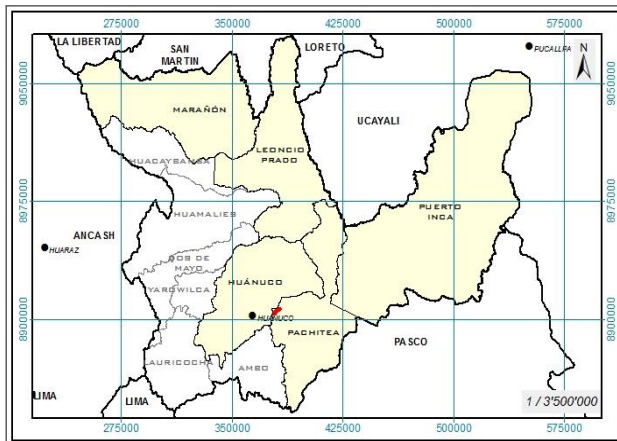 275000 350000 425000 500000 575000
LA LIBERTAD
SAN
MARTIN
LORETO
PUCALLPA
N
9050000
9050000
MARAÑÓN
UCAYALI
LEONCIO
PRADO
HUACAYBAMBA
8975000
8975000
HUAMALIES
PUERTO
INCA
ANCASH
HUARAZ
DOS DE
MAYO
YAROWILCA
HUÁNUCO
HUÁNUCO
8900000
8900000
PACHITEA
PASCO
LAURICOCHA
AMBO
LIMA
LIMA
1 / 3'500'000
275000 350000 425000 500000 575000